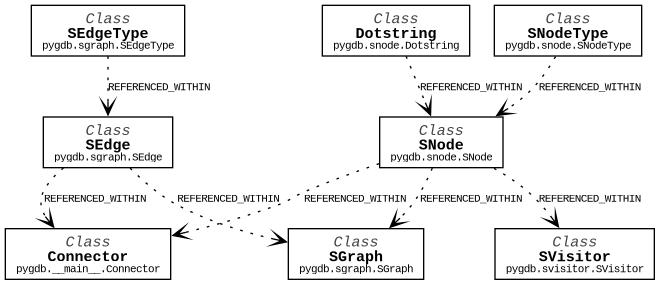 Class
SEdgeType
pygdb.sgraph.SEdgeType
Class
Dotstring
pygdb.snode.Dotstring
Class
SNodeType
pygdb.snode.SNodeType
REFERENCED_WITHIN
REFERENCED_WITHIN
REFERENCED_WITHIN
Class
SEdge
pygdb.sgraph.SEdge
Class
SNode
pygdb.snode.SNode
REFERENCED_WITHIN
REFERENCED_WITHIN
REFERENCED_WITHIN
REFERENCED_WITHIN
REFERENCED_WITHIN
Class
Connector
pygdb.__main__.Connector
Class
SGraph
pygdb.sgraph.SGraph
Class
SVisitor
pygdb.svisitor.SVisitor